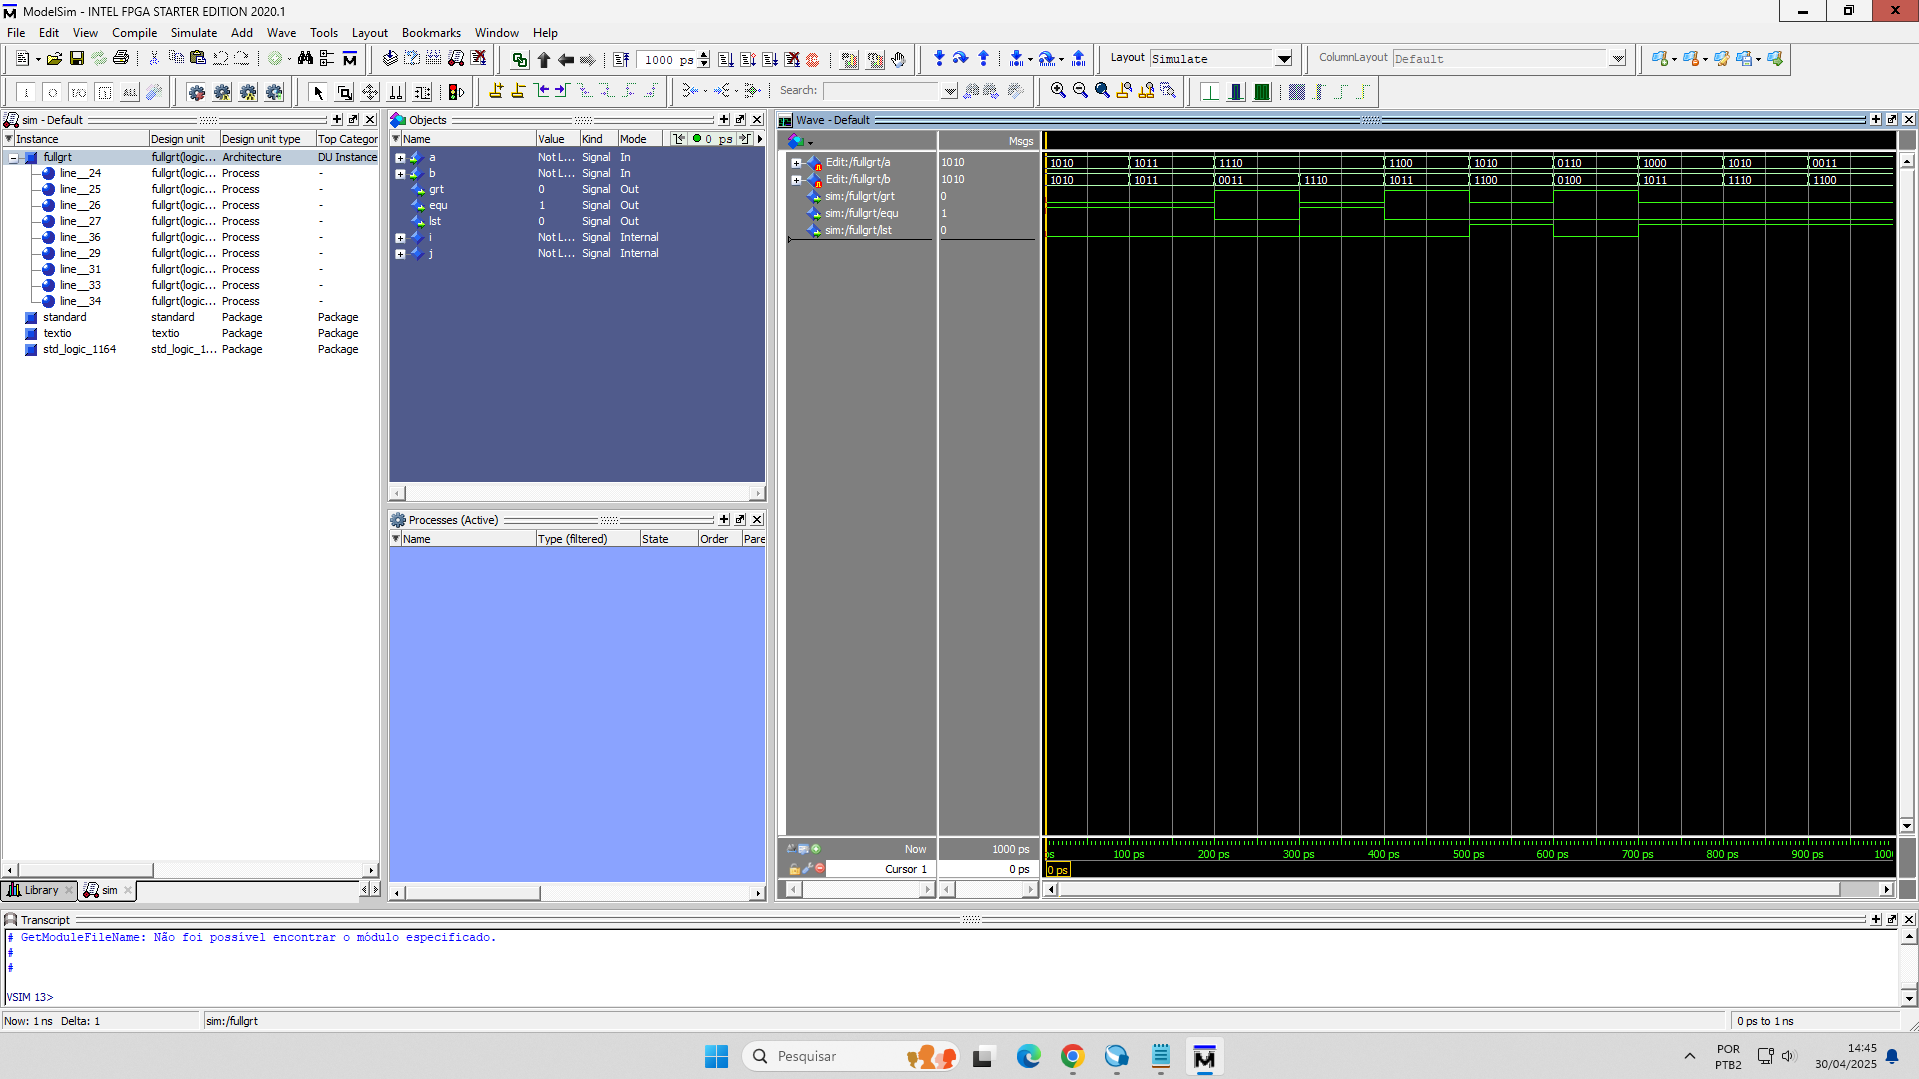 ModelSim - INTEL FPGA STARTER EDITION 2020.1
File Edit View Compile Simulate Add Wave Tools Layout Bookmarks Window Help
1000 ps
Layout Simulate
ColumnLayout Default
ALL
Search:
sim - Default
Instance Design unit Design unit type Top Categor
fullgrt fullgrt(logic... Architecture DU Instance
line__24 fullgrt(logic... Process -
line__25 fullgrt(logic... Process -
line__26 fullgrt(logic... Process -
line__27 fullgrt(logic... Process -
line__36 fullgrt(logic... Process -
line__29 fullgrt(logic... Process -
line__31 fullgrt(logic... Process -
line__33 fullgrt(logic... Process -
line__34 fullgrt(logic... Process -
standard standard Package Package
textio textio Package Package
std_logic_1164 std_logic_1... Package Package
Library sim
Objects
Name Value Kind Mode 0 ps
a Not L... Signal In
b Not L... Signal In
grt 0 Signal Out
equ 1 Signal Out
lst 0 Signal Out
i Not L... Signal Internal
j Not L... Signal Internal
Processes (Active)
Name Type (filtered) State Order Pare
Wave - Default
Msgs
Edit:/fullgrt/a 1010 1010 1011 1110 1100 1010 0110 1000 1010 0011
Edit:/fullgrt/b 1010 1010 1011 0011 1110 1011 1100 0100 1011 1110 1100
sim:/fullgrt/grt 0
sim:/fullgrt/equ 1
sim:/fullgrt/lst 0
Now 1000 ps ps 100 ps 200 ps 300 ps 400 ps 500 ps 600 ps 700 ps 800 ps 900 ps 100
Cursor 1 0 ps 0 ps
Transcript
# GetModuleFileName: Não foi possível encontrar o módulo especificado.
#
#
VSIM 13>
Now: 1 ns Delta: 1 sim:/fullgrt 0 ps to 1 ns
Pesquisar
POR
PTB2
14:45
30/04/2025